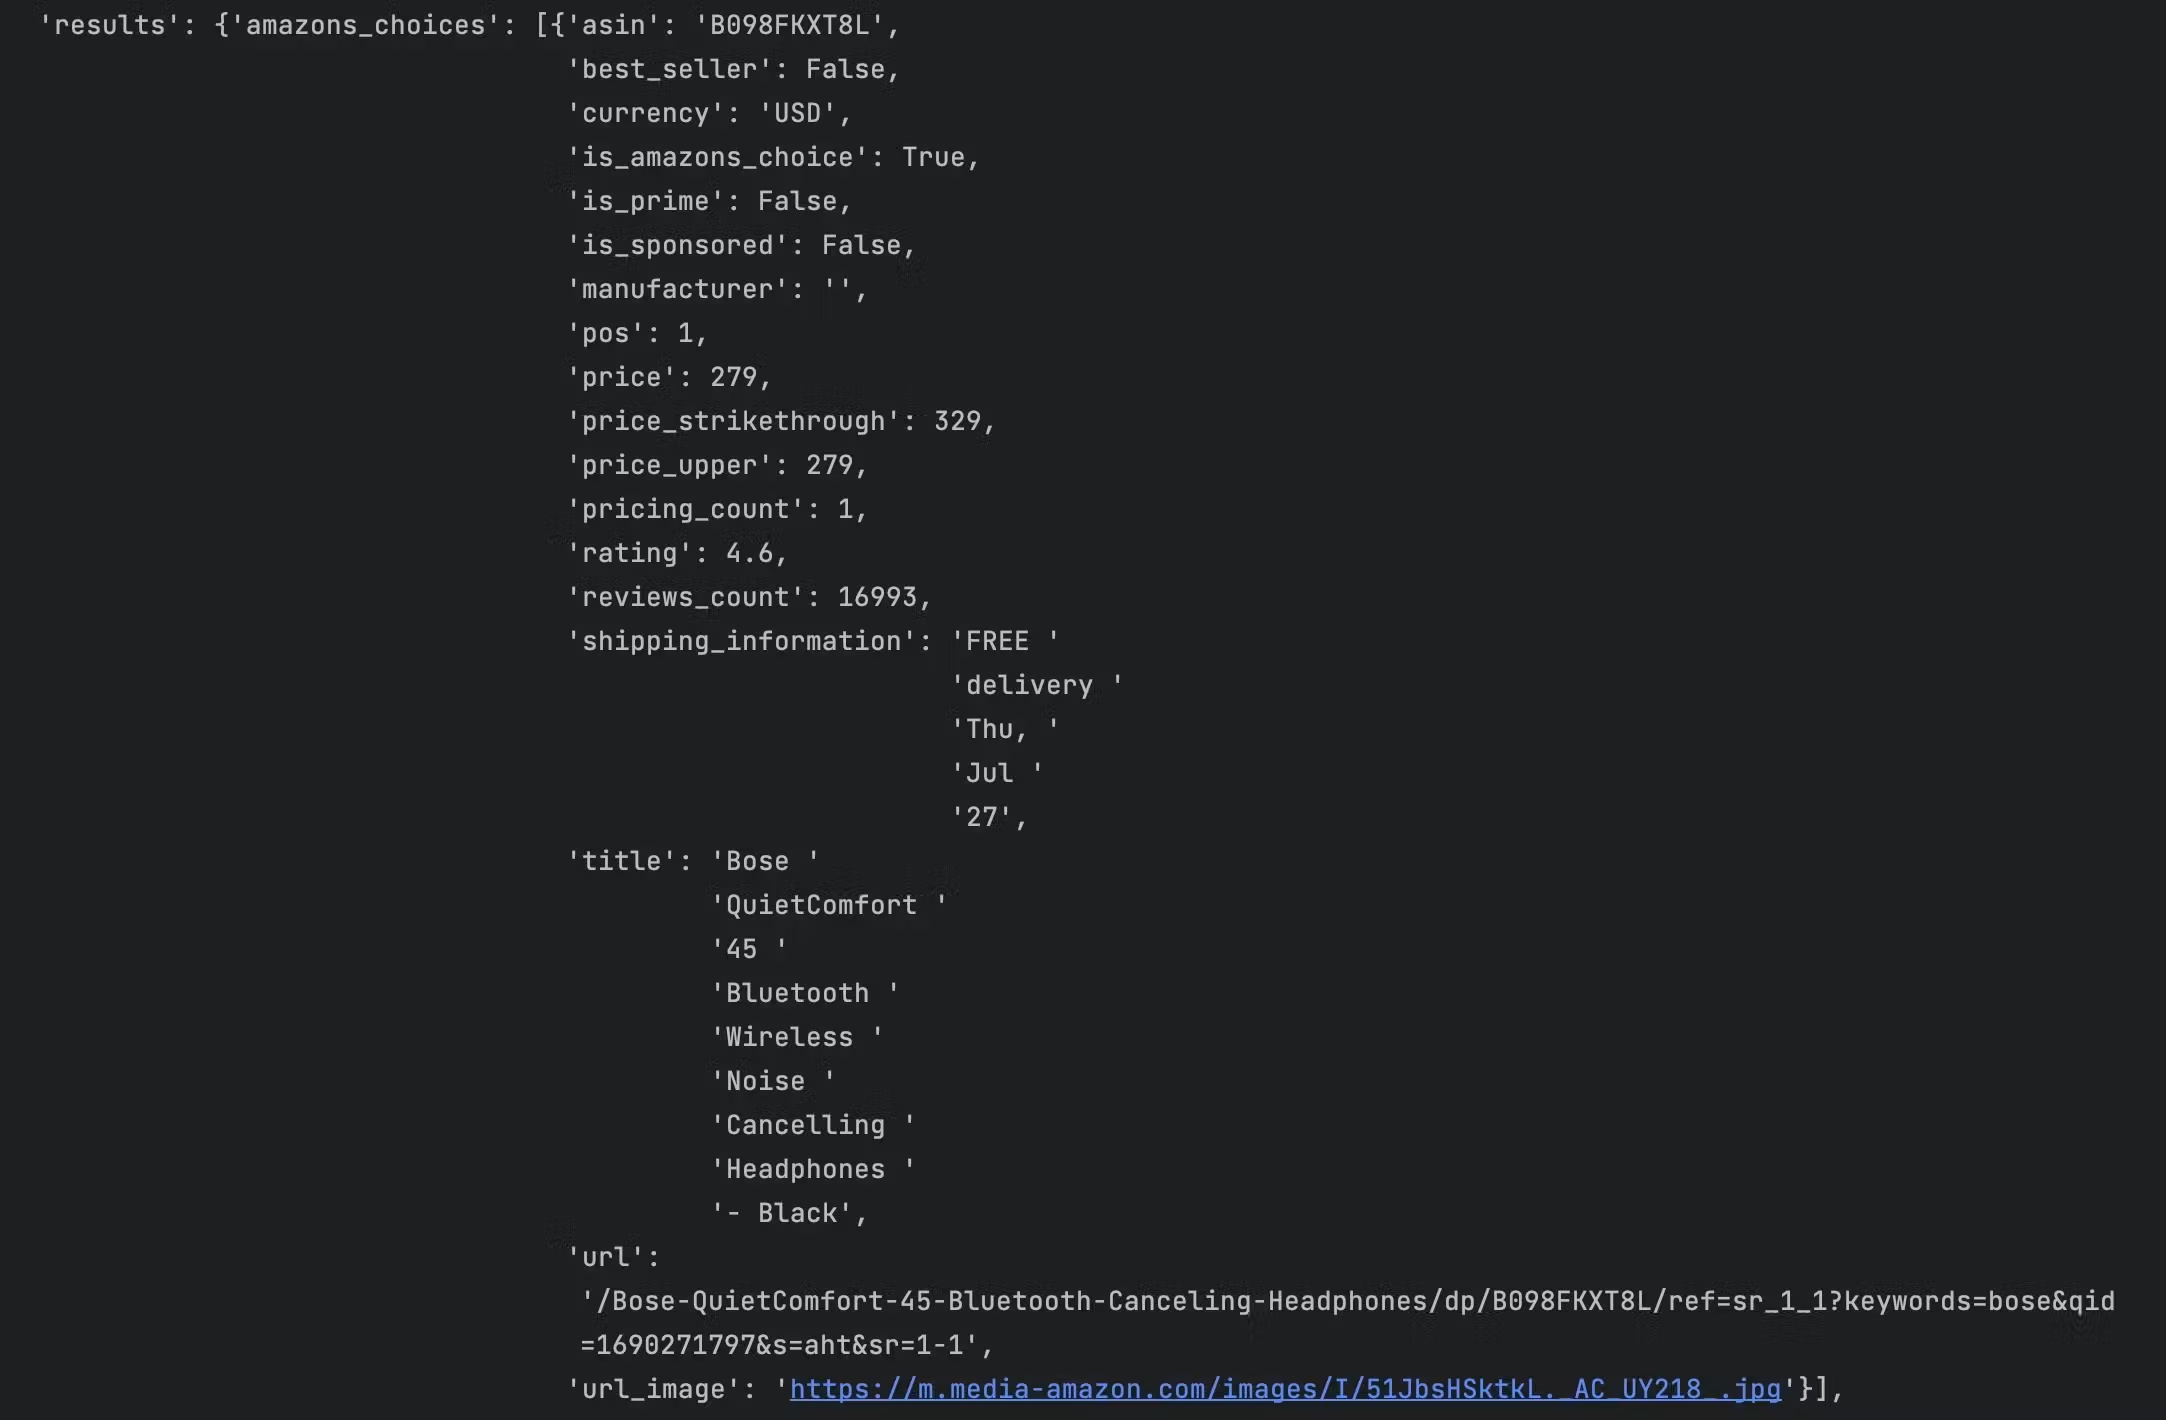 'results': {'amazons_choices': [{'asin': 'B098FKXT8L',
'best_seller': False,
'currency': 'USD',
'is_amazons_choice': True,
'is_prime': False,
'is_sponsored': False,
'manufacturer': '',
'pos': 1,
'price': 279,
'price_strikethrough': 329,
'price_upper': 279,
'pricing_count': 1,
'rating': 4.6,
'reviews_count': 16993,
'shipping_information': 'FREE '
'delivery '
'Thu, '
'Jul '
'27',
'title': 'Bose '
'QuietComfort '
'45 '
'Bluetooth '
'Wireless '
'Noise '
'Cancelling '
'Headphones '
'- Black',
'url':
'/Bose-QuietComfort-45-Bluetooth-Canceling-Headphones/dp/B098FKXT8L/ref=sr_1_1?keywords=bose&qid
=1690271797&s=aht&sr=1-1',
'url_image': 'https://m.media-amazon.com/images/I/51JbsHSktkL._AC_UY218_.jpg'}],